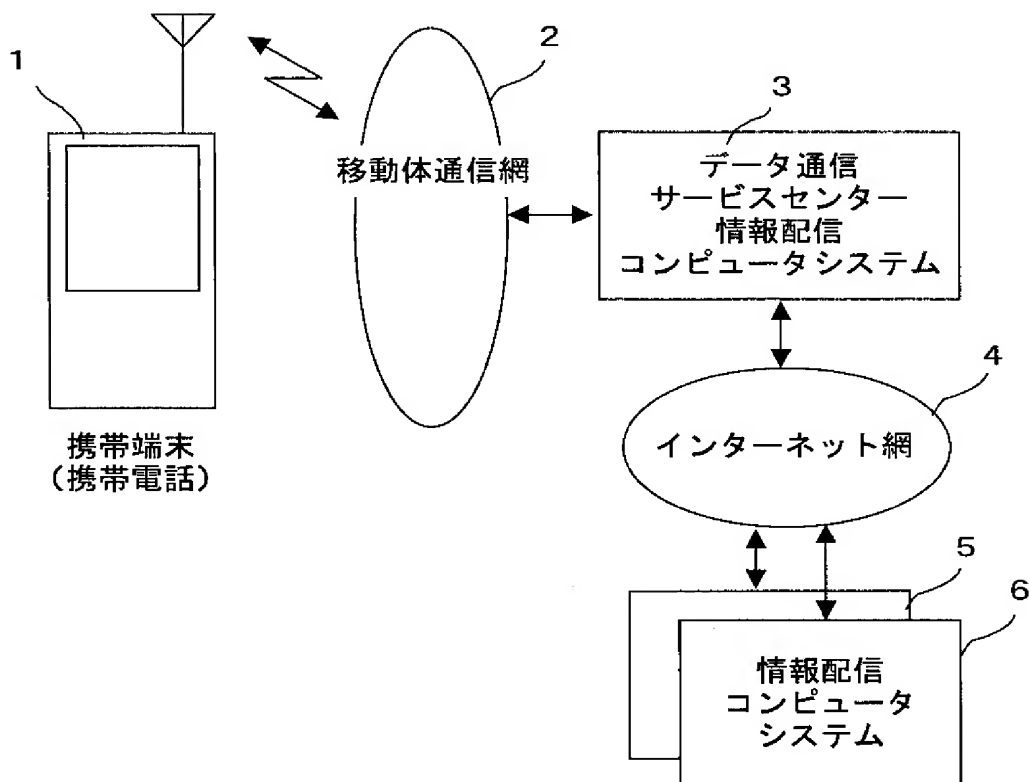 1
2
3
移動体通信網
データ通信
サービスセンター
情報配信
コンピュータシステム
携帯端末
(携帯電話)
4
インターネット網
5
6
情報配信
コンピュータ
システム